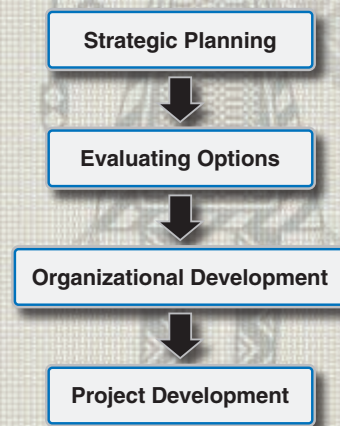 Strategic Planning
Evaluating Options
Organizational Development
Project Development